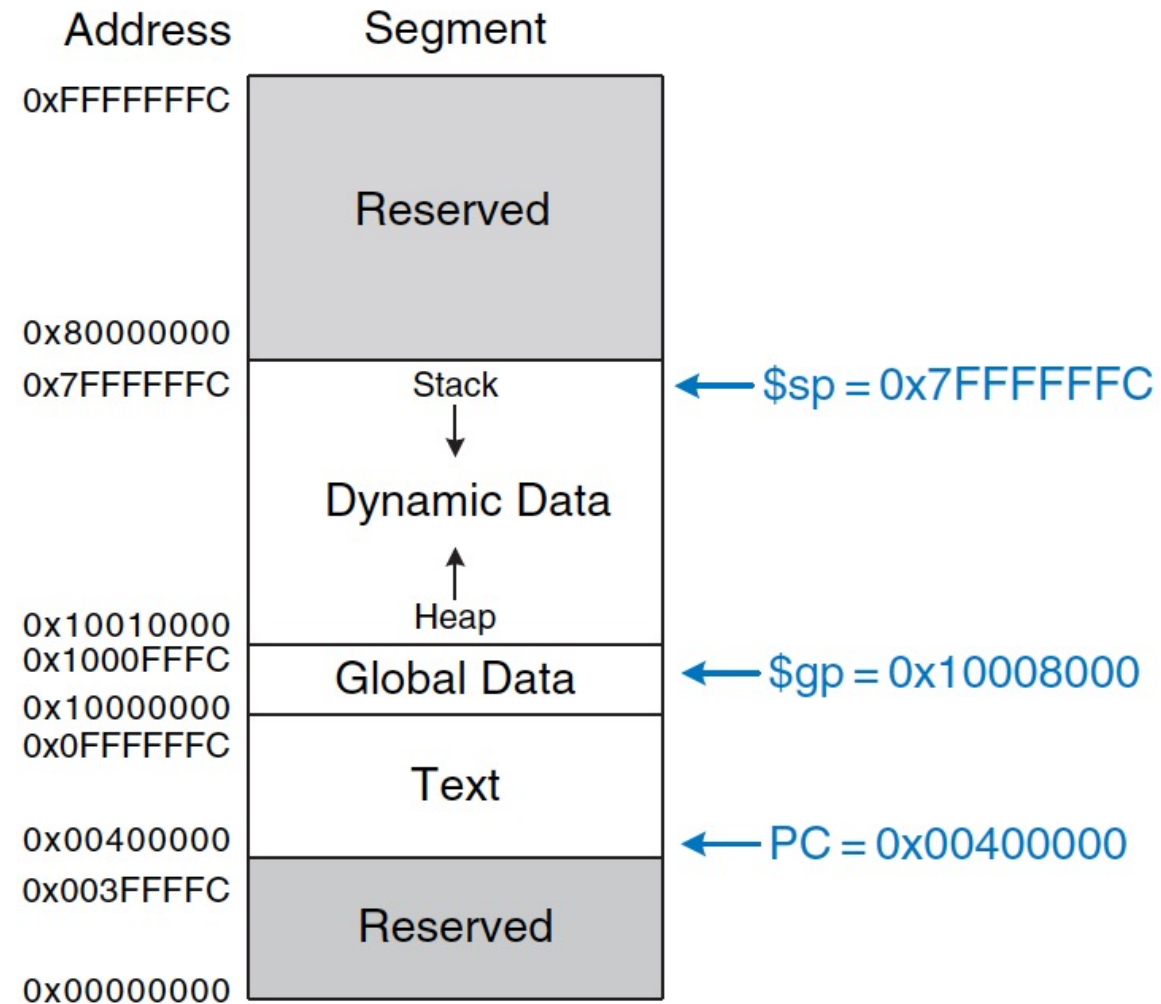 Address Segment
0xFFFFFFFC
Reserved
0x80000000
0x7FFFFFFC Stack $sp = 0x7FFFFFFC
Dynamic Data
Heap
0x10010000
0x1000FFFC
Global Data $gp = 0x10008000
0x10000000
0x0FFFFFFC
Text
0x00400000 PC = 0x00400000
0x003FFFFC
Reserved
0x00000000